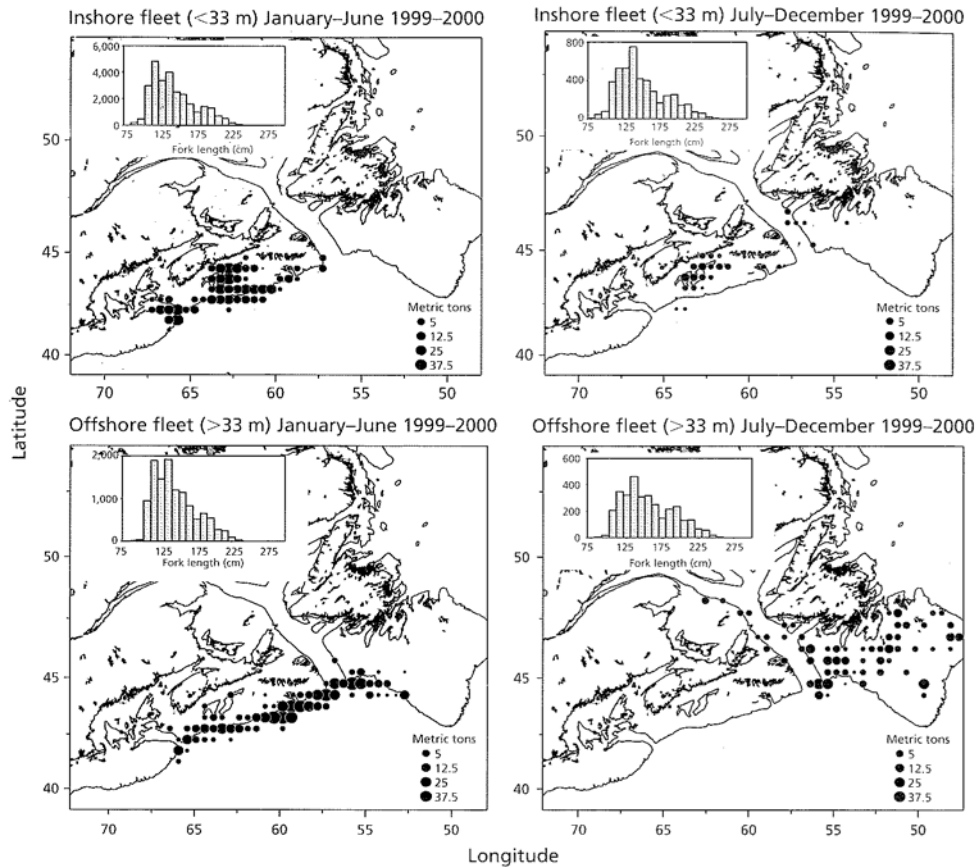 Inshore fleet (<33 m) January–June 1999–2000
6,000
4,000
2,000
0
75 125 175 225 275
Fork length (cm)
50
45
40
Metric tons
5
12.5
25
37.5
70 65 60 55 50
Inshore fleet (<33 m) July–December 1999–2000
800
400
0
75 125 175 225 275
Fork length (cm)
50
45
40
Metric tons
5
12.5
25
37.5
70 65 60 55 50
Offshore fleet (>33 m) January–June 1999–2000
2,000
1,000
0
75 125 175 225 275
Fork length (cm)
50
45
40
Metric tons
5
12.5
25
37.5
70 65 60 55 50
Offshore fleet (>33 m) July–December 1999–2000
600
400
200
0
75 125 175 225 275
Fork length (cm)
50
45
40
Metric tons
5
12.5
25
37.5
70 65 60 55 50
Latitude
Longitude